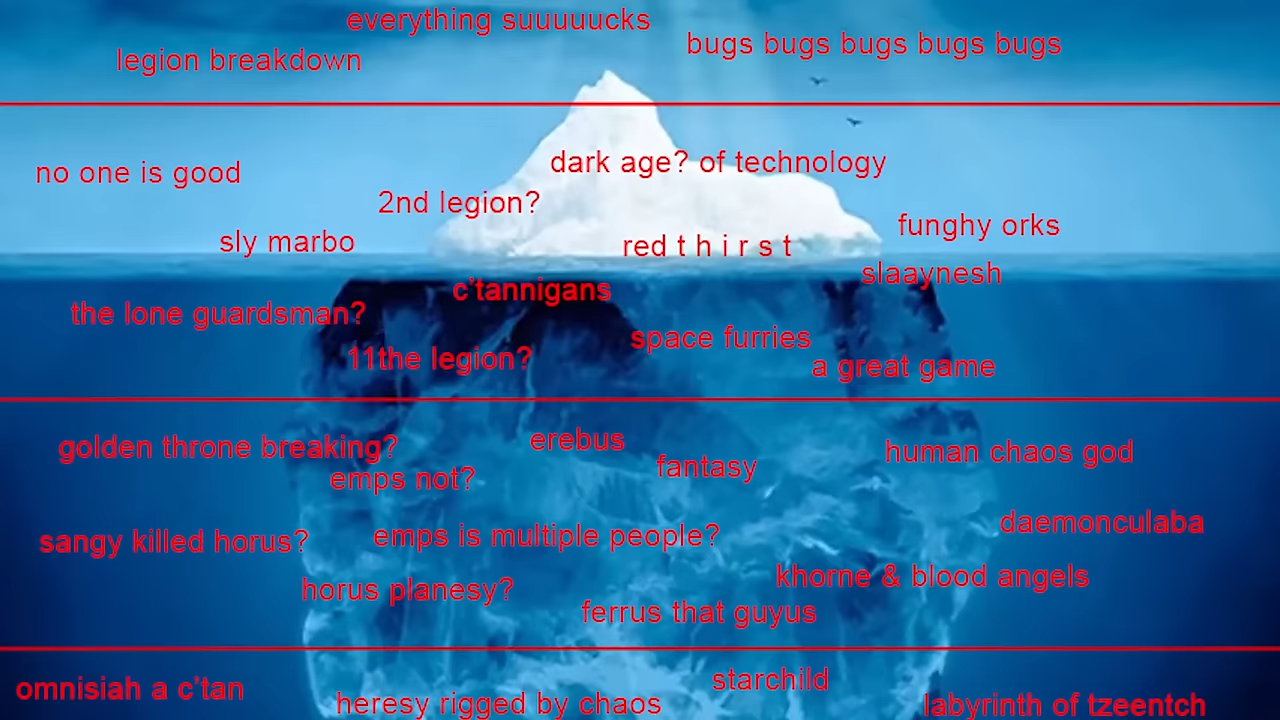 everything suuuuucks
bugs bugs bugs bugs bugs
legion breakdown
dark age? of technology
no one is good
2nd legion?
funghy orks
sly marbo
red t h i r s t
slaaynesh
c'tannigans
the lone guardsman?
space furries
11the legion?
a great game
erebus
golden throne breaking?
human chaos god
fantasy
emps not?
daemonculaba
emps is multiple people?
sangy killed horus?
khorne & blood angels
horus planesy?
ferrus that guyus
starchild
omnisiah a c'tan
heresy rigged by chaos
labyrinth of tzeentch